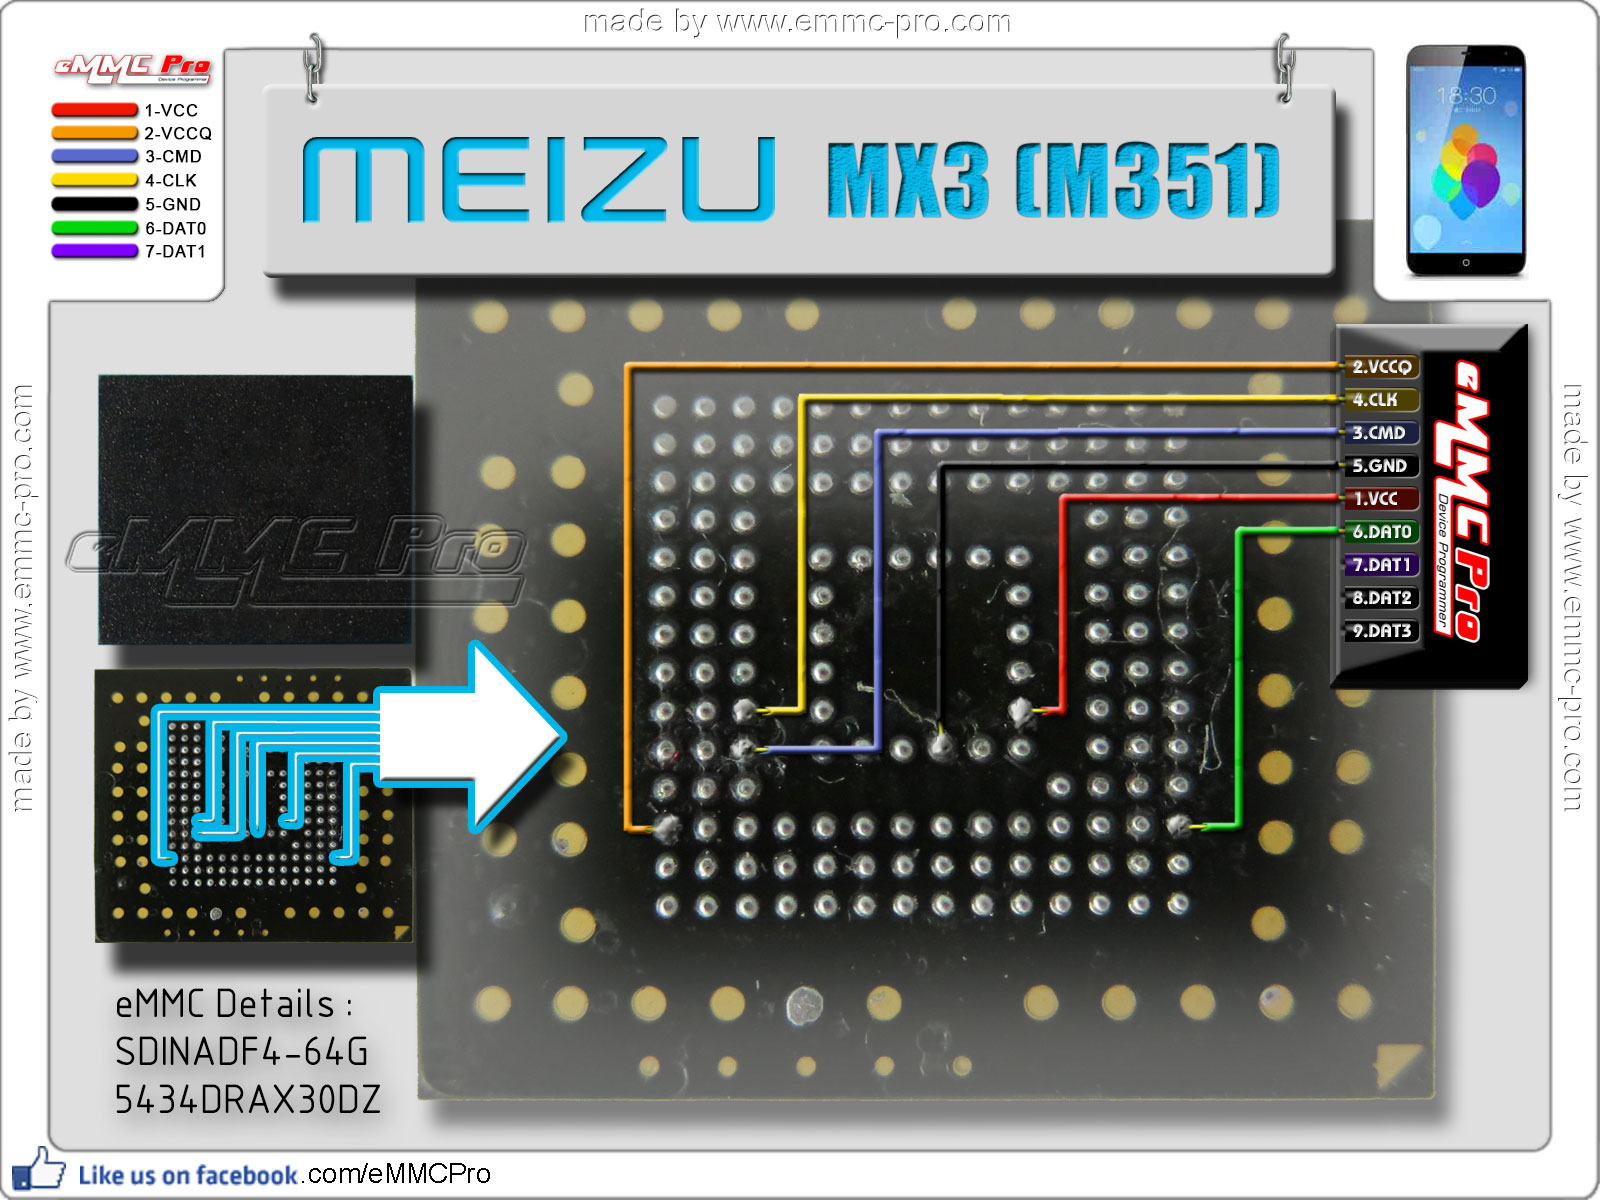 made by www.emmc-pro.com
eMMC Pro
Device Programmer
1-VCC
2-VCCQ
3-CMD
4-CLK
5-GND
6-DAT0
7-DAT1
MEIZU MX3 (M351)
18:30
2.VCCQ
4.CLK
3.CMD
5.GND
1.VCC
6.DAT0
7.DAT1
8.DAT2
9.DAT3
eMMC Pro
Device Programmer
eMMC Pro
made by www.emmc-pro.com
made by www.emmc-pro.com
eMMC Details :
SDINADF4-64G
5434DRAX30DZ
Like us on facebook.com/eMMCPro